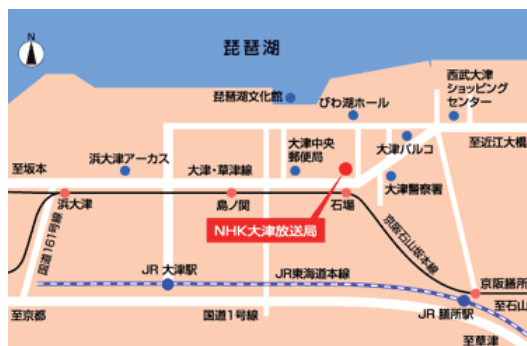 N
琵琶湖
西武大津
ショッピング
センター
琵琶湖文化館
びわ湖ホール
大津中央
郵便局
大津パルコ
至近江大橋
至坂本
浜大津アーカス
大津・草津線
大津警察署
浜大津
島ノ関
石場
NHK大津放送局
国道161号線
京阪石山坂本線
JR 大津駅
JR東海道本線
京阪膳所
至石山
至京都
国道1号線
JR 膳所駅
至草津